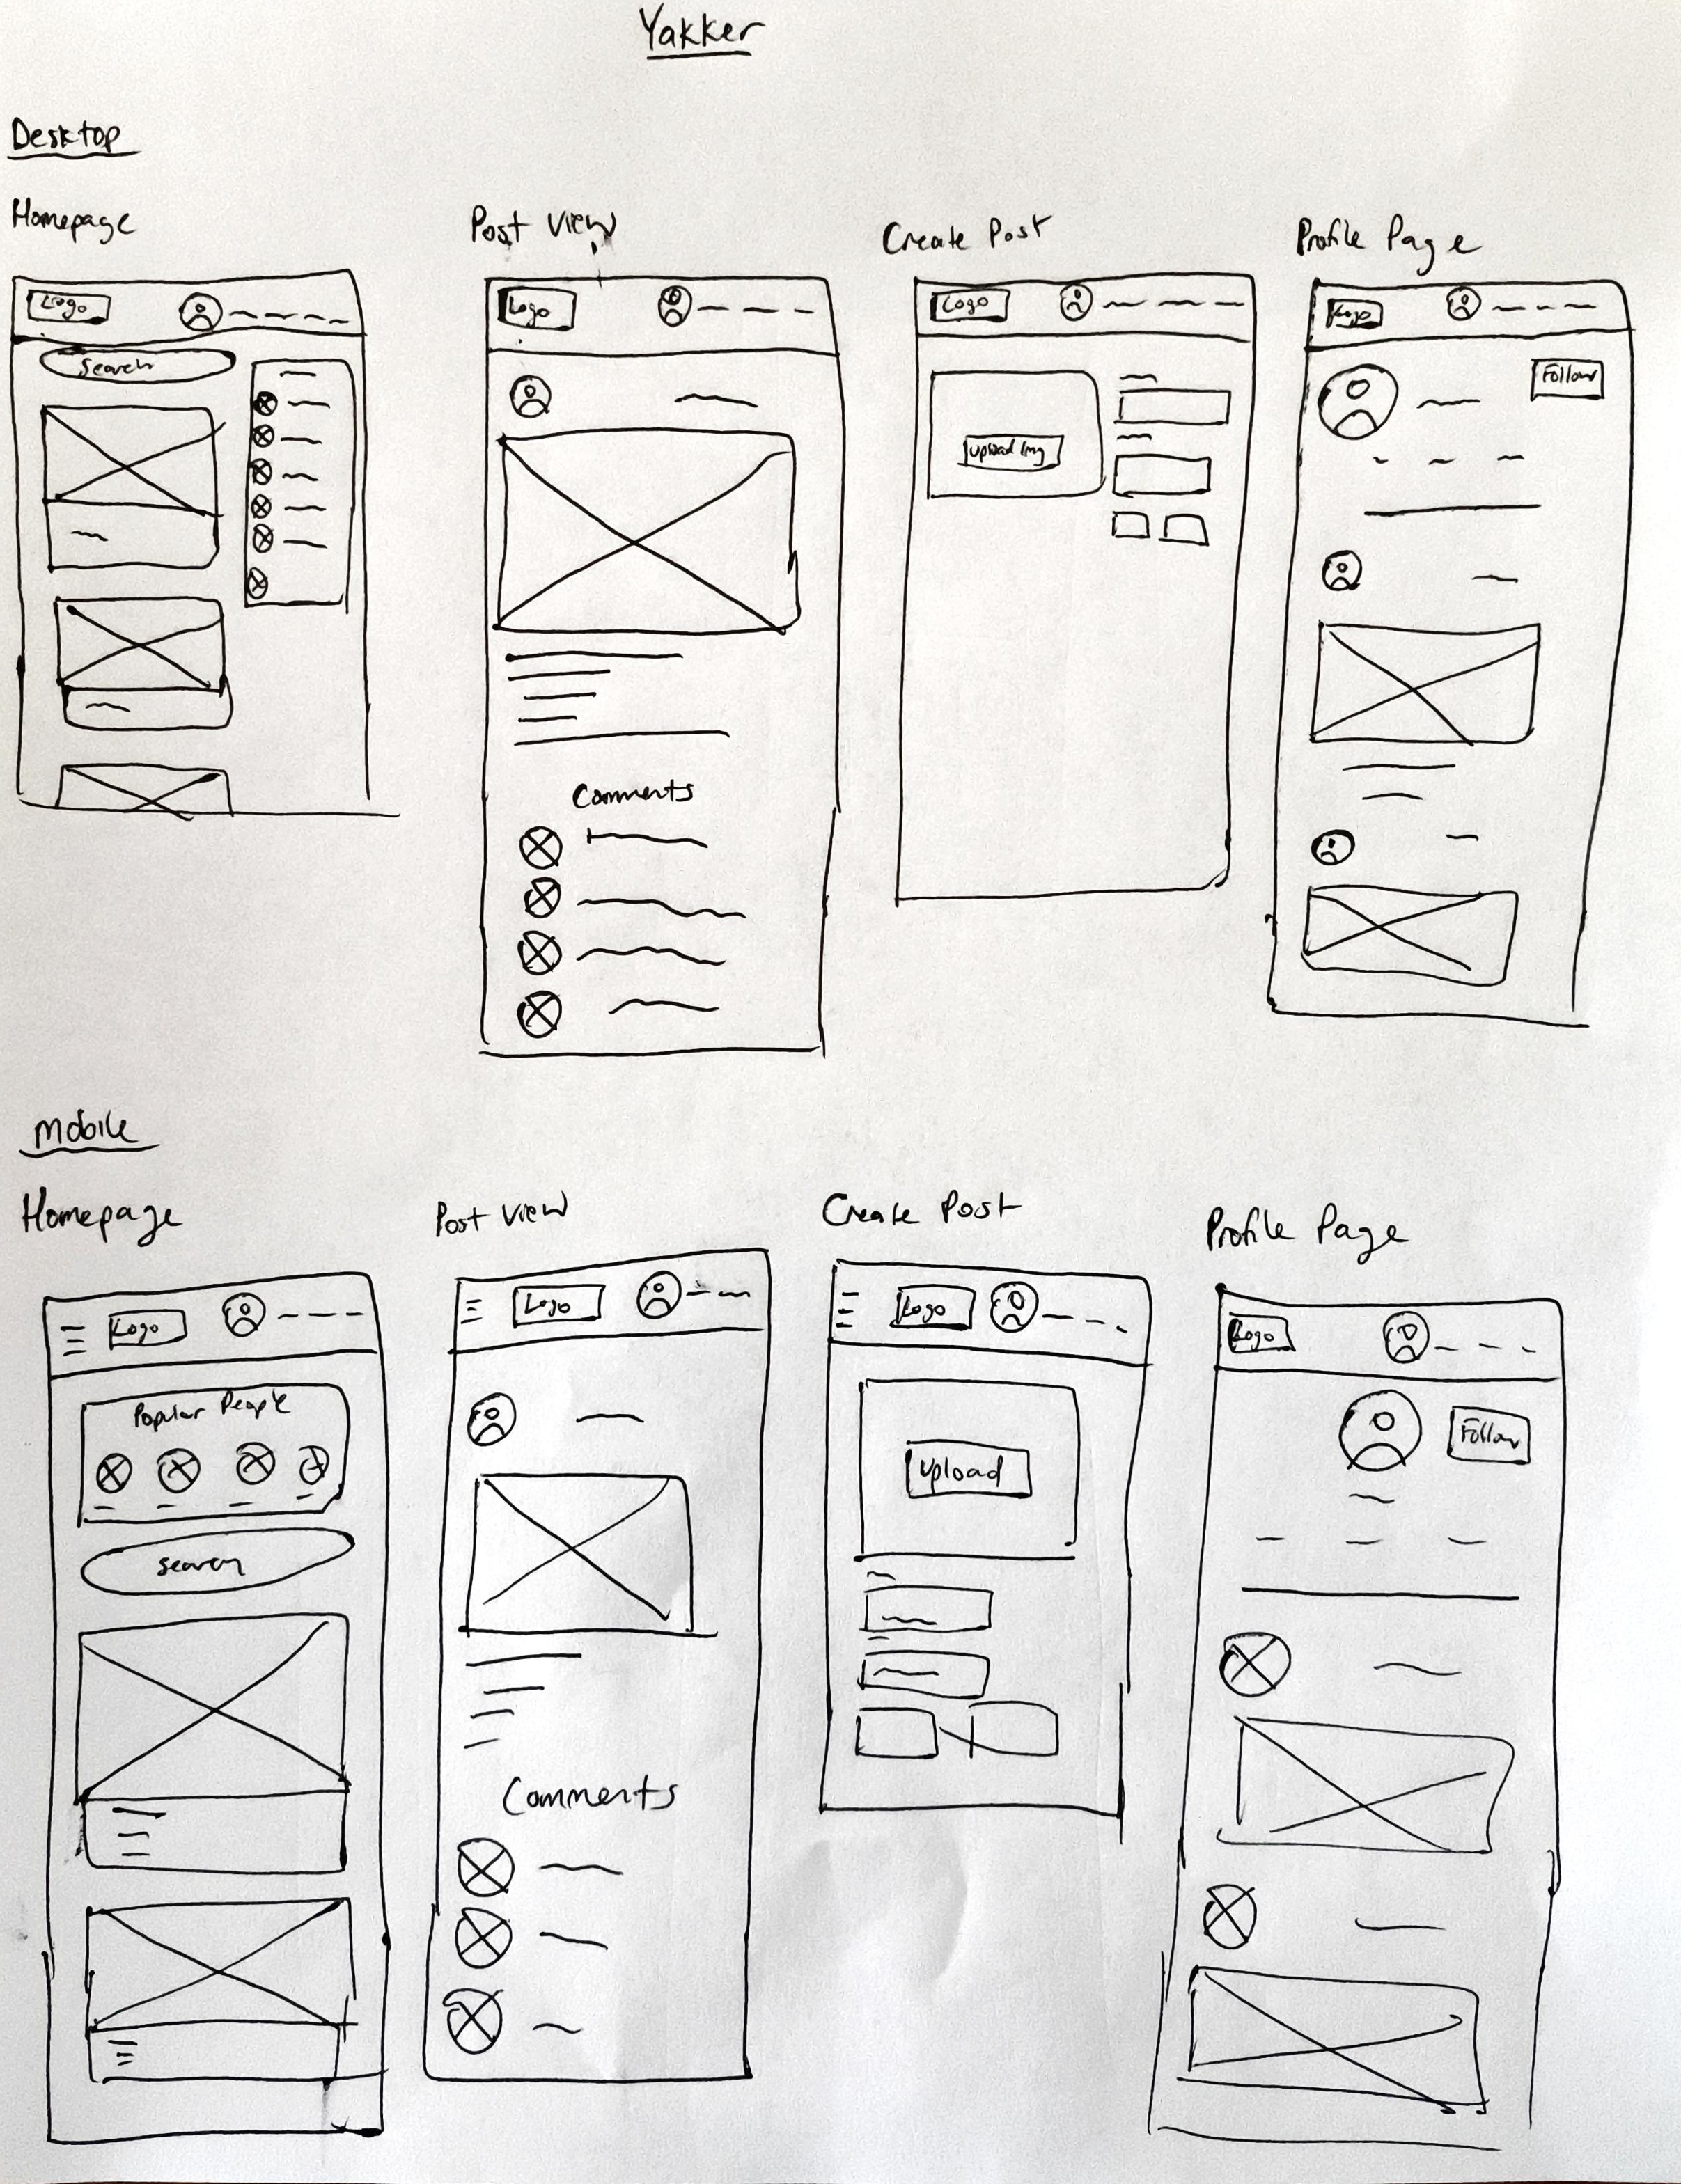 Yakker
Desktop
Homepage
Post View
Create Post
Profile Page
Logo
Logo
Logo
Logo
Search
Follow
Upload Img
Comments
Mobile
Homepage
Post View
Create Post
Profile Page
Logo
Logo
Logo
Logo
Popular People
Follow
Upload
Search
Comments